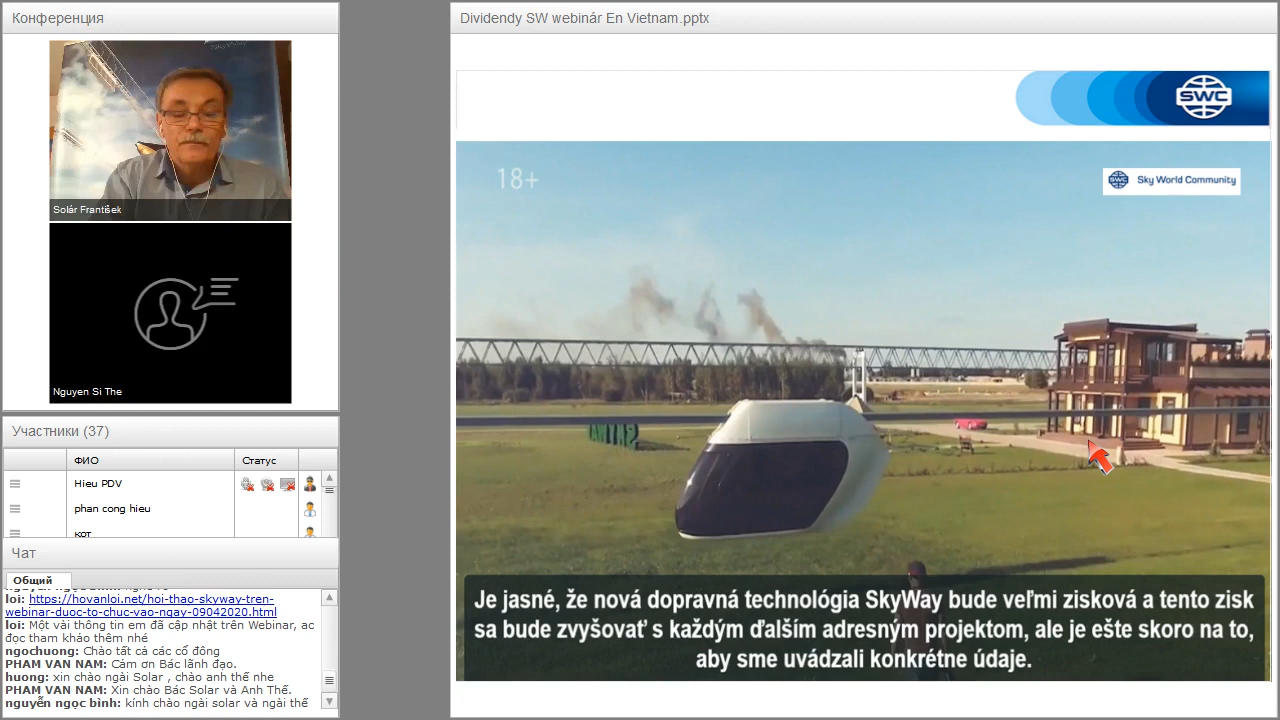 Конференция
Solár František
Nguyen Si The
Участники (37)
ФИО
Статус
Hieu PDV
phan cong hieu
кот
Чат
Общий
loi: https://hovanloi.net/hoi-thao-skyway-tren-
webinar-duoc-to-chuc-vao-ngay-09042020.html
loi: Một vài thông tin em đã cập nhật trên Webinar, ac
đọc tham khảo thêm nhé
ngochuong: Chào tất cả các cổ đông
PHAM VAN NAM: Cảm ơn Bác lãnh đạo.
huong: xin chào ngài Solar , chào anh thế nhe
PHAM VAN NAM: Xin chào Bác Solar và Anh Thế.
nguyễn ngọc bình: kính chào ngài solar và ngài thế
Dividendy SW webinár En Vietnam.pptx
SWC
18+
SWC Sky World Community
Je jasné, že nová dopravná technológia SkyWay bude veľmi zisková a tento zisk
sa bude zvyšovať s každým ďalším adresným projektom, ale je ešte skoro na to,
aby sme uvádzali konkrétne údaje.